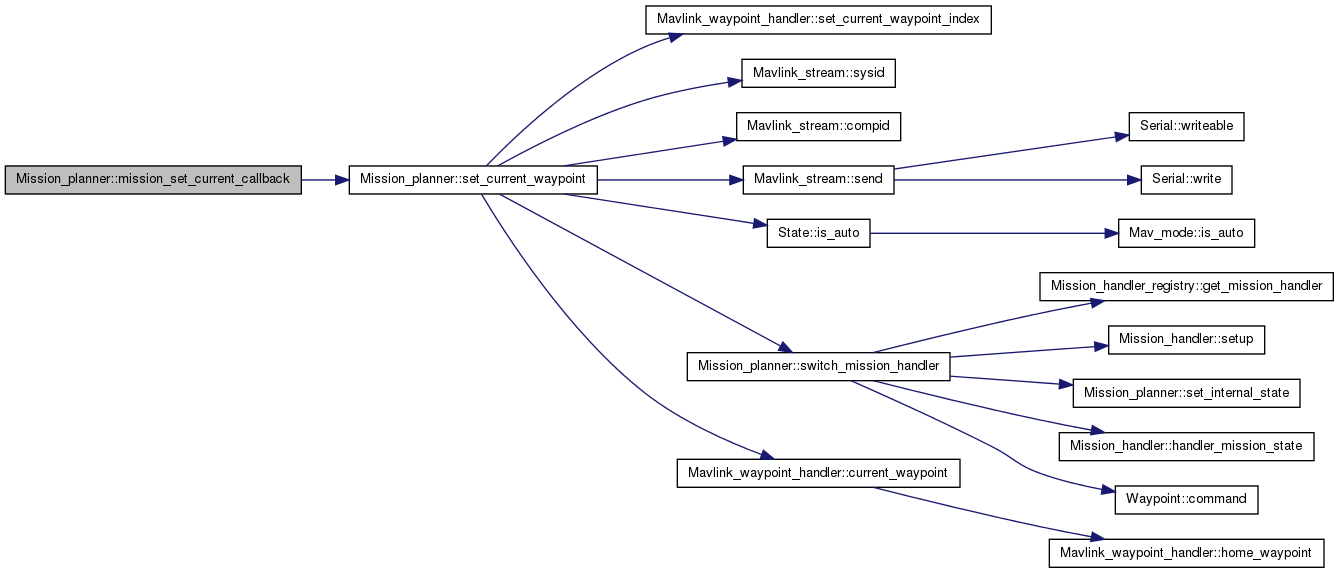 Mission_planner::mission_set_current_callback
Mission_planner::set_current_waypoint
Mavlink_waypoint_handler::set_current_waypoint_index
Mavlink_stream::sysid
Mavlink_stream::compid
Mavlink_stream::send
Serial::writeable
Serial::write
State::is_auto
Mav_mode::is_auto
Mission_planner::switch_mission_handler
Mission_handler_registry::get_mission_handler
Mission_handler::setup
Mission_planner::set_internal_state
Mission_handler::handler_mission_state
Waypoint::command
Mavlink_waypoint_handler::current_waypoint
Mavlink_waypoint_handler::home_waypoint